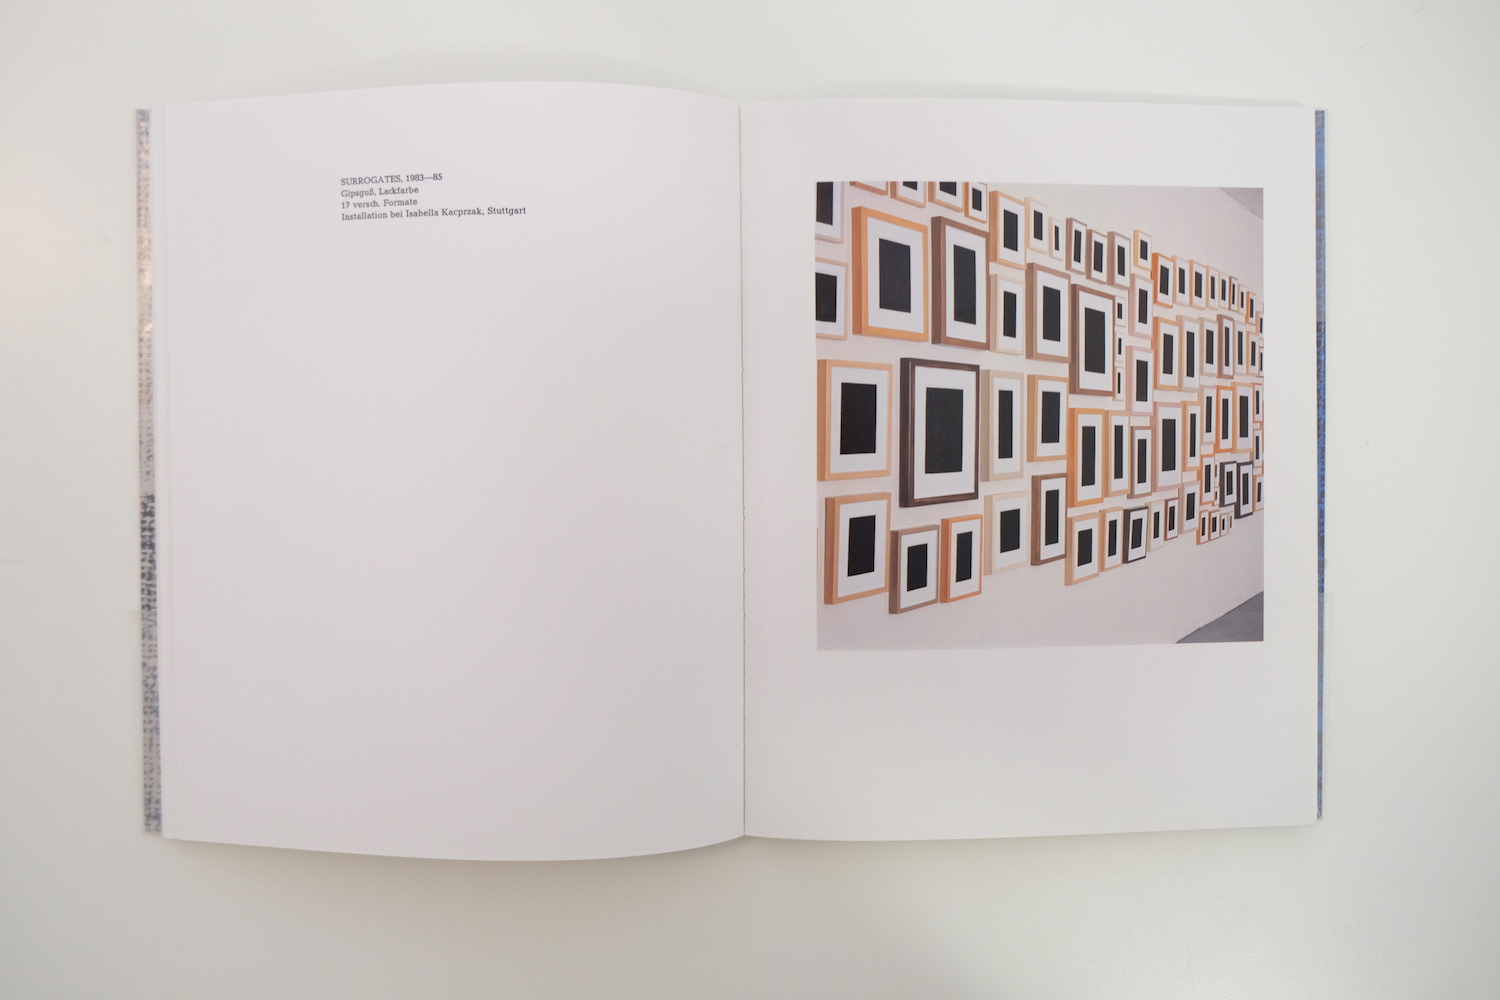 SURROGATES, 1983—85
Gipsguß, Lackfarbe
17 versch. Formate
Installation bei Isabella Kacprzak, Stuttgart